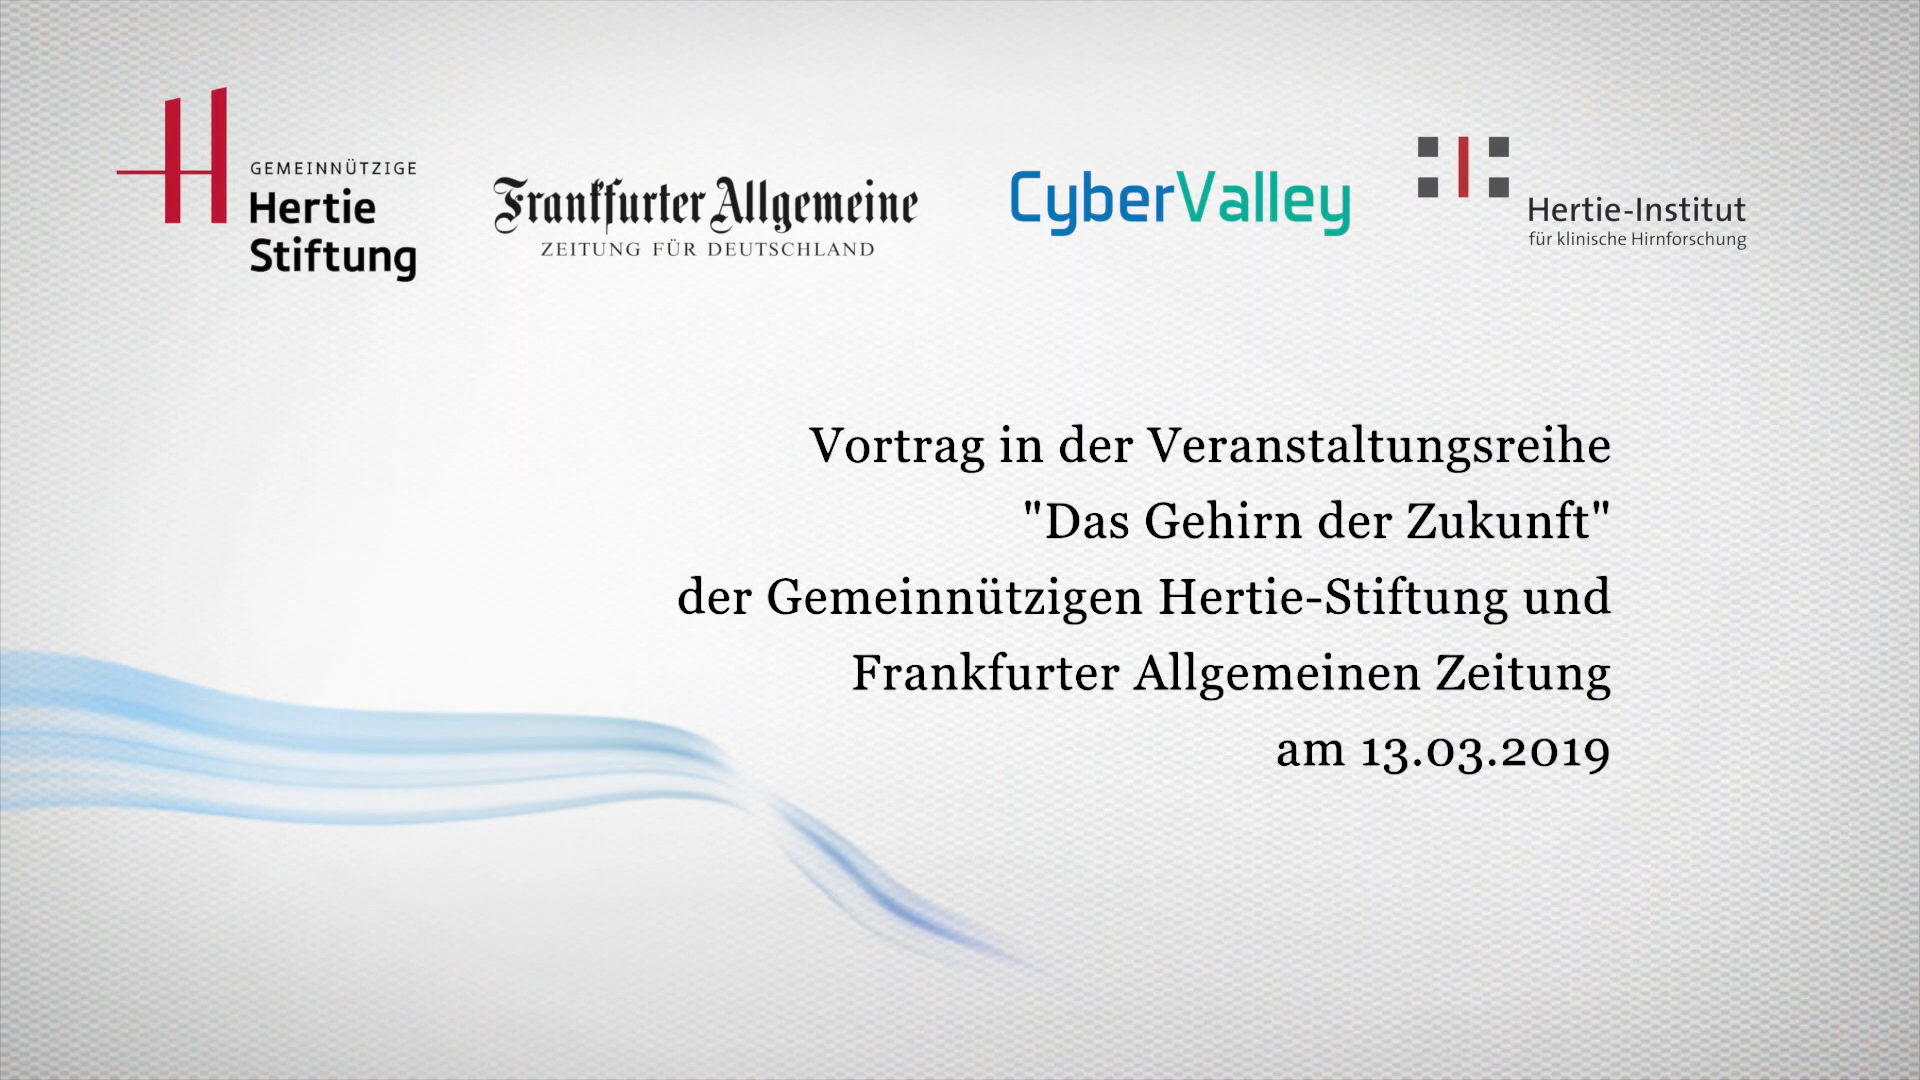 GEMEINNÜTZIGE
Hertie
Stiftung
Frankfurter Allgemeine
ZEITUNG FÜR DEUTSCHLAND
CyberValley
Hertie-Institut
für klinische Hirnforschung
Vortrag in der Veranstaltungsreihe
"Das Gehirn der Zukunft"
der Gemeinnützigen Hertie-Stiftung und
Frankfurter Allgemeinen Zeitung
am 13.03.2019